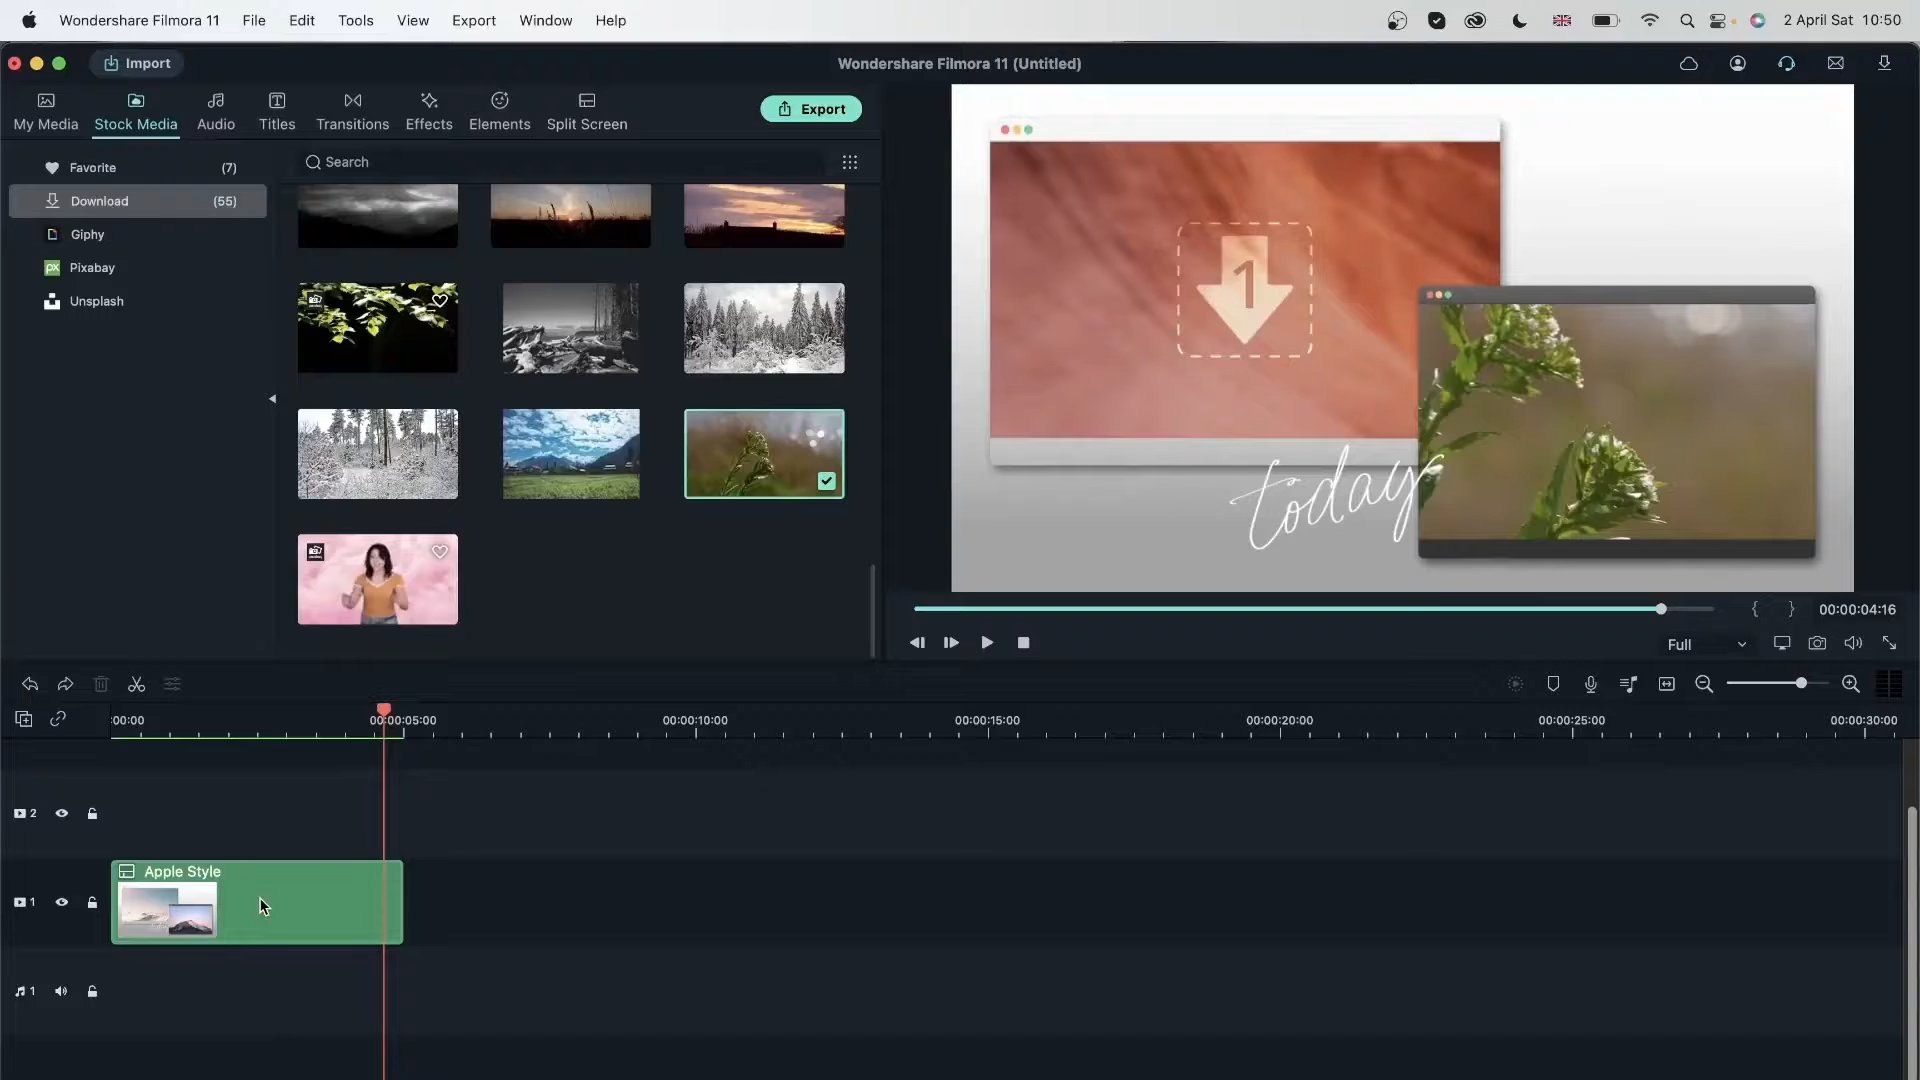 Wondershare Filmora 11 File Edit Tools View Export Window Help 2 April Sat 10:50
Import Wondershare Filmora 11 (Untitled)
My Media Stock Media Audio Titles Transitions Effects Elements Split Screen Export
Favorite (7)
Search
Download (55)
Giphy
px Pixabay
Unsplash
1
today
00:00:04:16
Full
:00:00 00:00:05:00 00:00:10:00 00:00:15:00 00:00:20:00 00:00:25:00 00:00:30:00
2
Apple Style
1
1